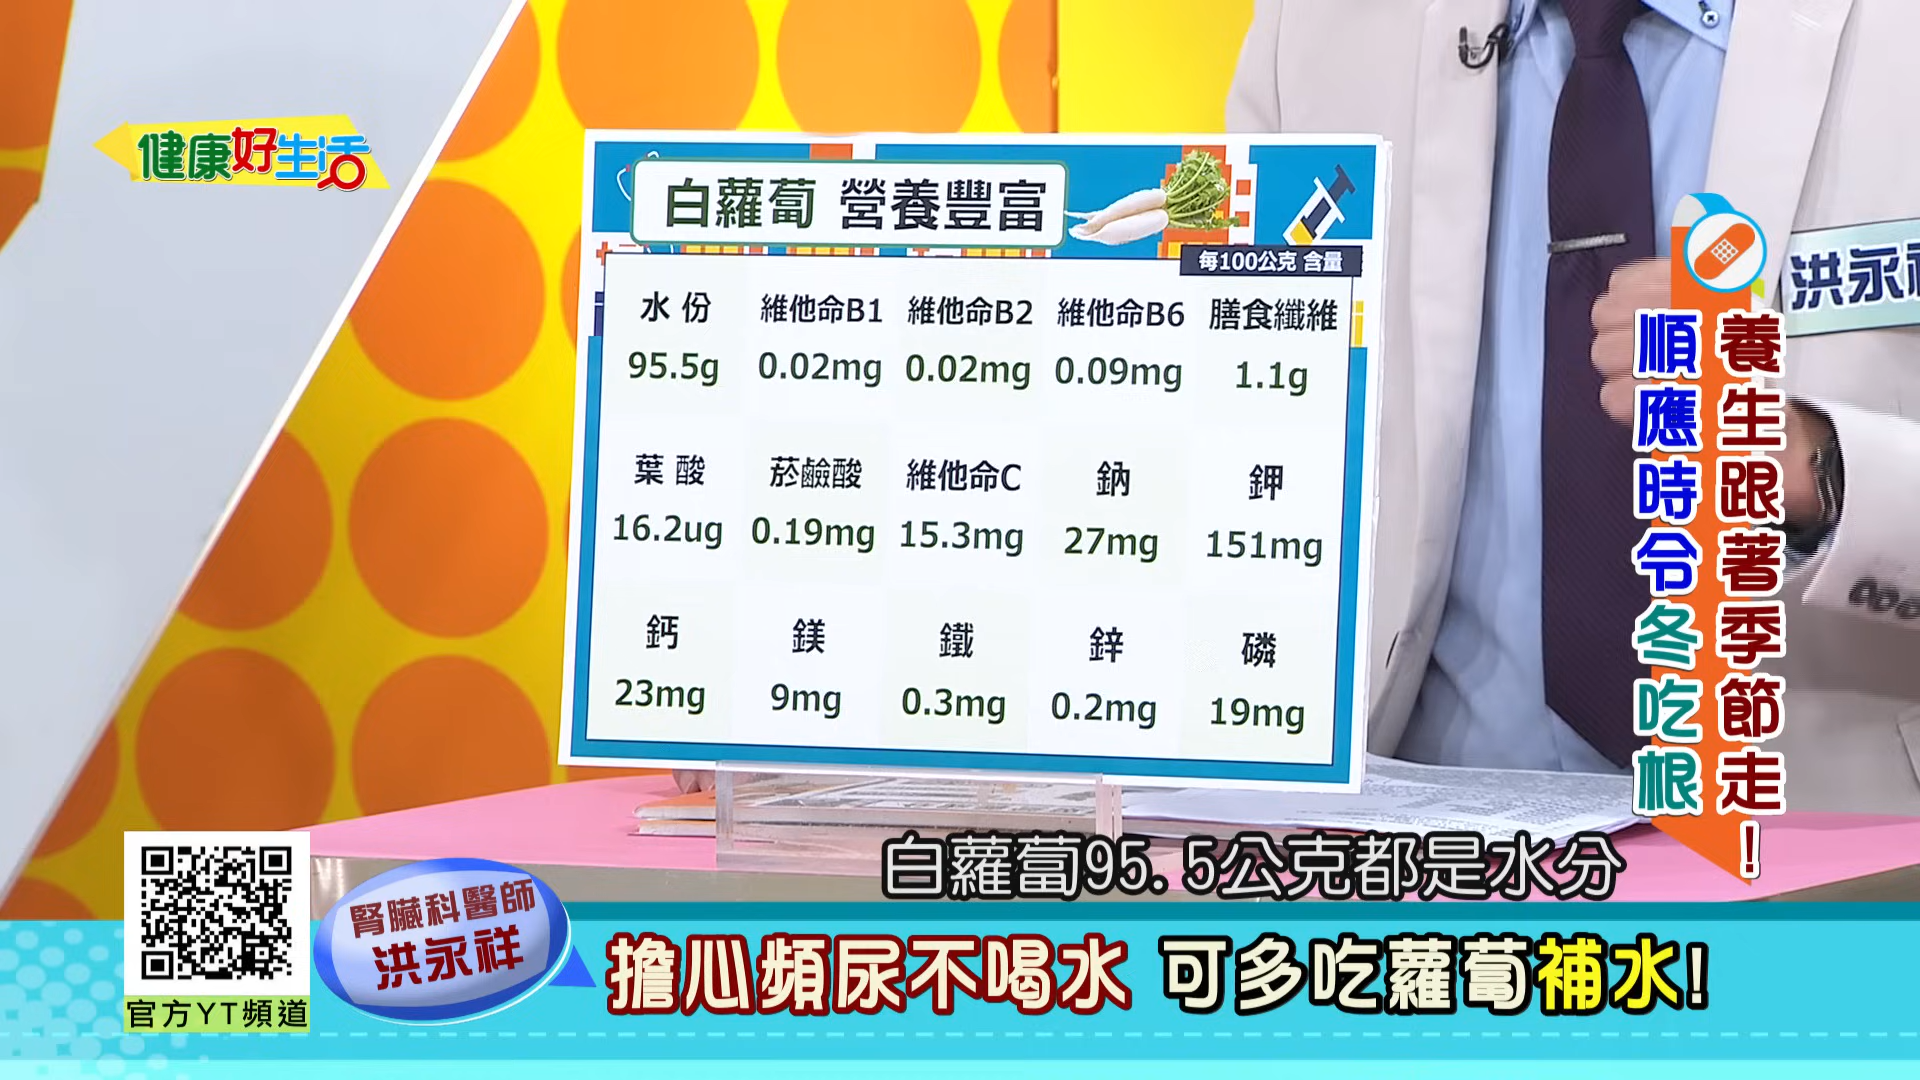 健康好生活
白蘿蔔 營養豐富
每100公克 含量
水份 維他命B1 維他命B2 維他命B6 膳食纖維
95.5g 0.02mg 0.02mg 0.09mg 1.1g
葉酸 菸鹼酸 維他命C 鈉 鉀
16.2ug 0.19mg 15.3mg 27mg 151mg
鈣 鎂 鐵 鋅 磷
23mg 9mg 0.3mg 0.2mg 19mg
洪永祥
養生跟著季節走!
順應時令冬吃根
白蘿蔔95.5公克都是水分
腎臟科醫師
洪永祥
擔心頻尿不喝水 可多吃蘿蔔補水!
官方YT頻道